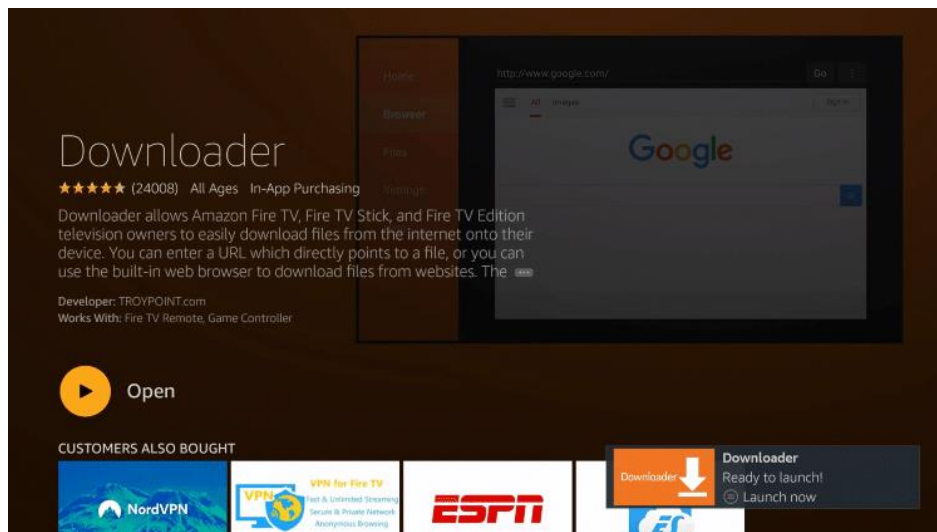 Home
http://www.google.com/
Go
Browser
All Images
Sign in
Files
Google
Settings
Downloader
(24008) All Ages In-App Purchasing
Downloader allows Amazon Fire TV, Fire TV Stick, and Fire TV Edition
television owners to easily download files from the internet onto their
device. You can enter a URL which directly points to a file, or you can
use the built-in web browser to download files from websites. The
Developer: TROYPOINT.com
Works With: Fire TV Remote, Game Controller
Open
CUSTOMERS ALSO BOUGHT
NordVPN
VPN
VPN for Fire TV
Fast & Unlimited Streaming
Secure & Private Network
Anonymous Browsing
ESPN
Downloader
Downloader
Ready to launch!
Launch now